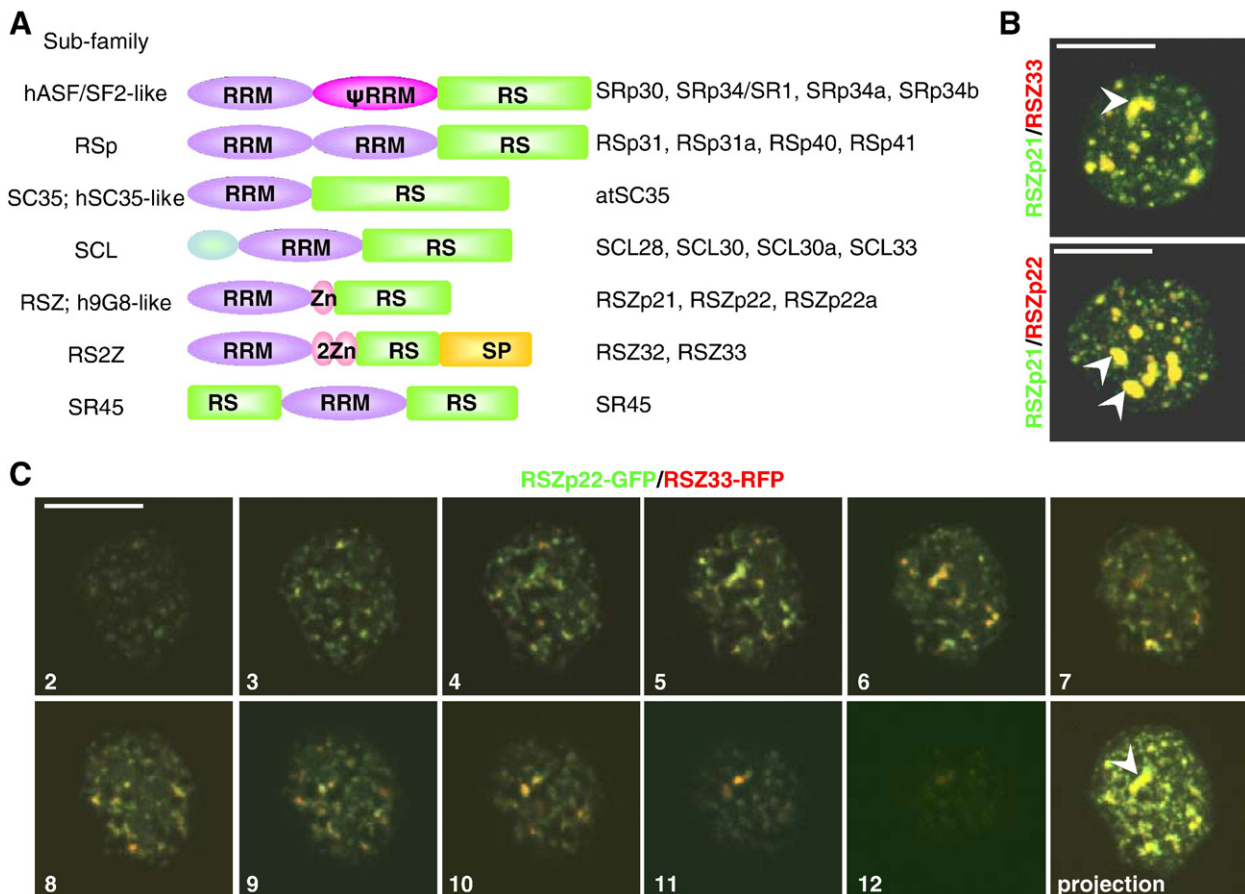 A
Sub-family
hASF/SF2-like RRM ψRRM RS SRp30, SRp34/SR1, SRp34a, SRp34b
RSp RRM RRM RS RSp31, RSp31a, RSp40, RSp41
SC35; hSC35-like RRM RS atSC35
SCL RRM RS SCL28, SCL30, SCL30a, SCL33
RSZ; h9G8-like RRM Zn RS RSZp21, RSZp22, RSZp22a
RS2Z RRM 2Zn RS SP RSZ32, RSZ33
SR45 RS RRM RS SR45
B
RSZp21/RSZ33
RSZp21/RSZp22
C
RSZp22-GFP/RSZ33-RFP
2 3 4 5 6 7
8 9 10 11 12 projection